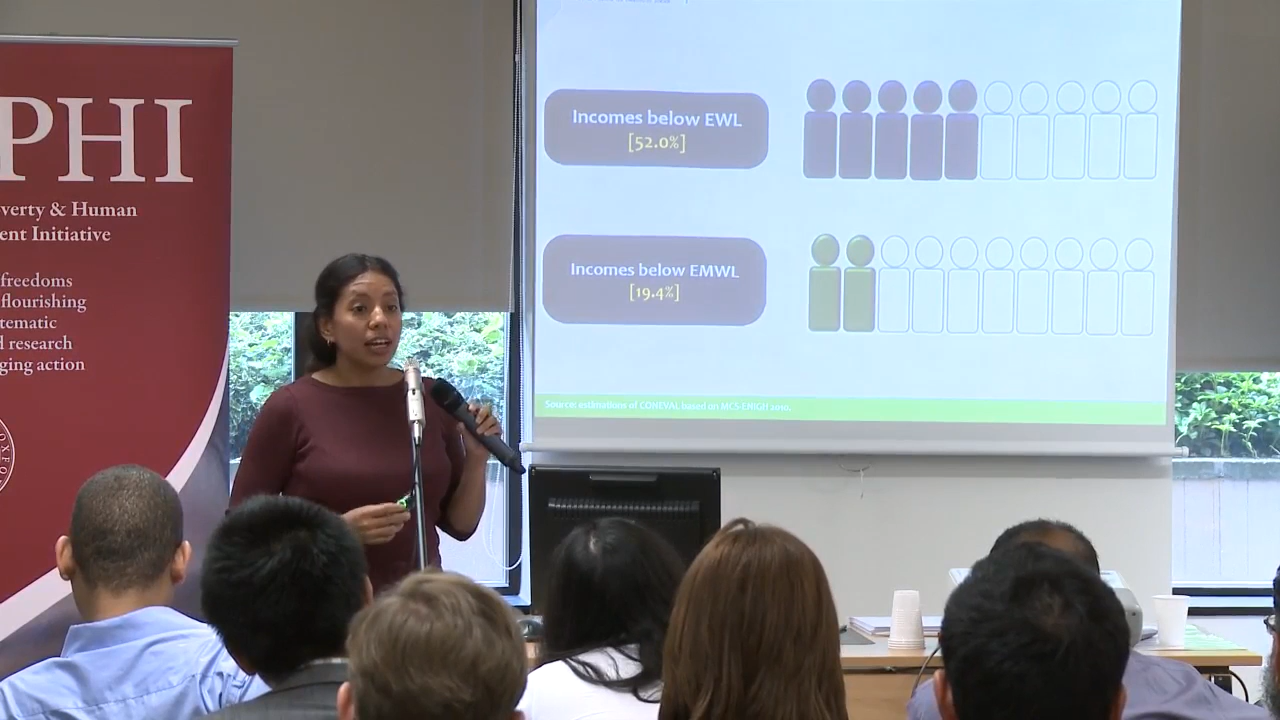 PHI
verty & Human
ent Initiative
freedoms
flourishing
tematic
d research
ging action
OXFO
Incomes below EWL
[52.0%]
Incomes below EMWL
[19.4%]
Source: estimations of CONEVAL based on MCS-ENIGH 2010.